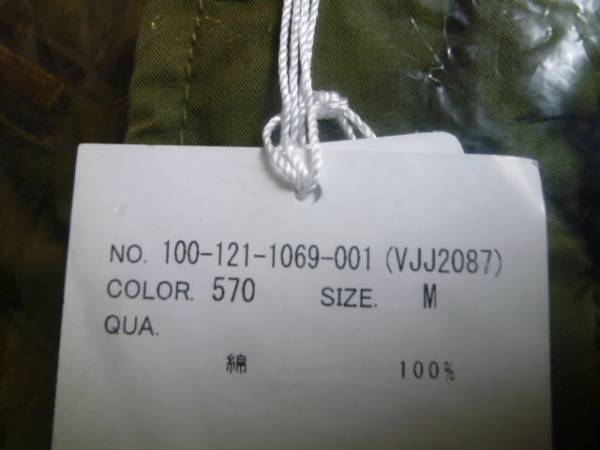 NO. 100-121-1069-001 (VJJ2087)
COLOR. 570 SIZE. M
QUA.
綿 100%